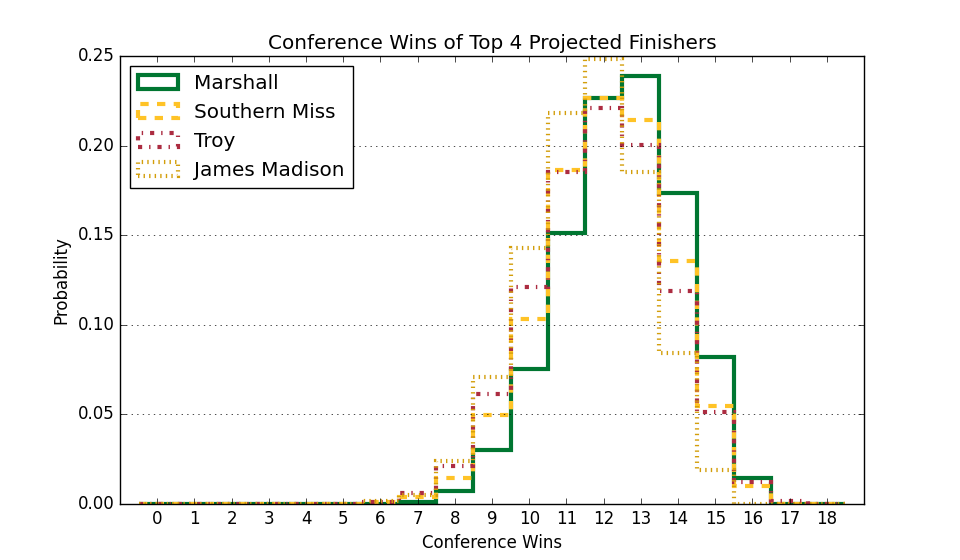 Conference Wins of Top 4 Projected Finishers
Marshall
Southern Miss
Troy
James Madison
0.25
0.20
0.15
0.10
0.05
0.00
Probability
0 1 2 3 4 5 6 7 8 9 10 11 12 13 14 15 16 17 18
Conference Wins